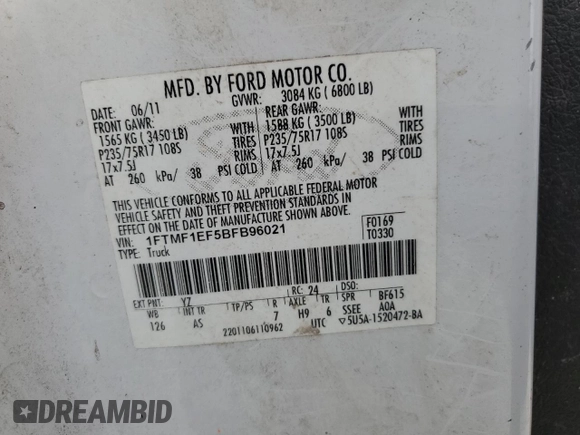 MFD. BY FORD MOTOR CO.
DATE: 06/11 GVWR: 3084 KG ( 6800 LB)
FRONT GAWR: REAR GAWR:
1565 KG ( 3450 LB) WITH 1588 KG ( 3500 LB) WITH
P235/75R17 108S TIRES P235/75R17 108S TIRES
17x7.5J RIMS 17x7.5J RIMS
AT 260 kPa/ 38 PSI COLD AT 260 kPa/ 38 PSI COLD
THIS VEHICLE CONFORMS TO ALL APPLICABLE FEDERAL MOTOR
VEHICLE SAFETY AND THEFT PREVENTION STANDARDS IN
EFFECT ON THE DATE OF MANUFACTURE SHOWN ABOVE.
VIN: 1FTMF1EF5BFB96021 F0169
TYPE: Truck T0330
EXT PNT: YZ RC: 24 DSO:
WB INT TR TP/PS R AXLE TR SPR BF615
126 AS 7 H9 6 SSEE AOA
2201106110962 UTC ▽5U5A-1520472-BA
DREAMBID